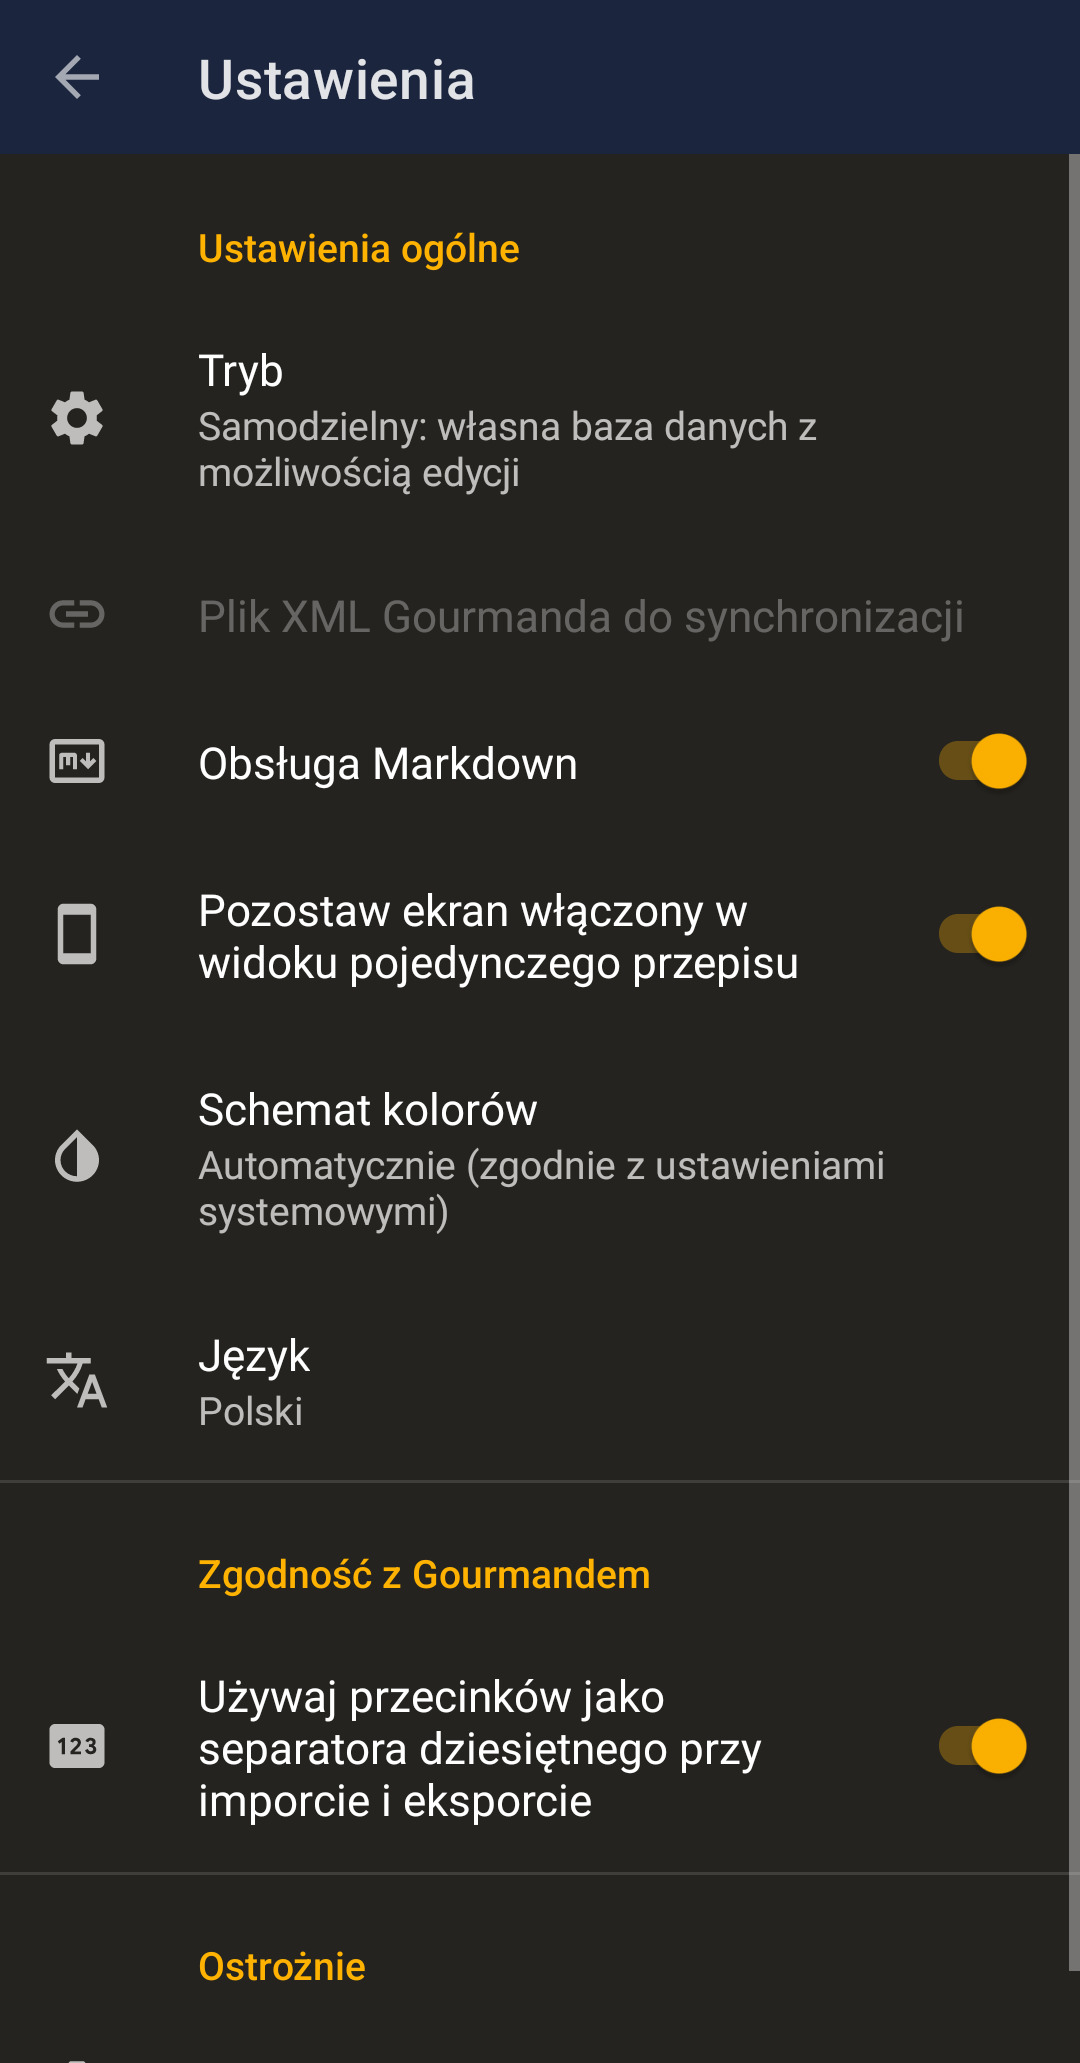 Ustawienia
Ustawienia ogólne
Tryb
Samodzielny: własna baza danych z
możliwością edycji
Plik XML Gourmanda do synchronizacji
Obsługa Markdown
Pozostaw ekran włączony w
widoku pojedynczego przepisu
Schemat kolorów
Automatycznie (zgodnie z ustawieniami
systemowymi)
Język
Polski
Zgodność z Gourmandem
123
Używaj przecinków jako
separatora dziesiętnego przy
imporcie i eksporcie
Ostrożnie